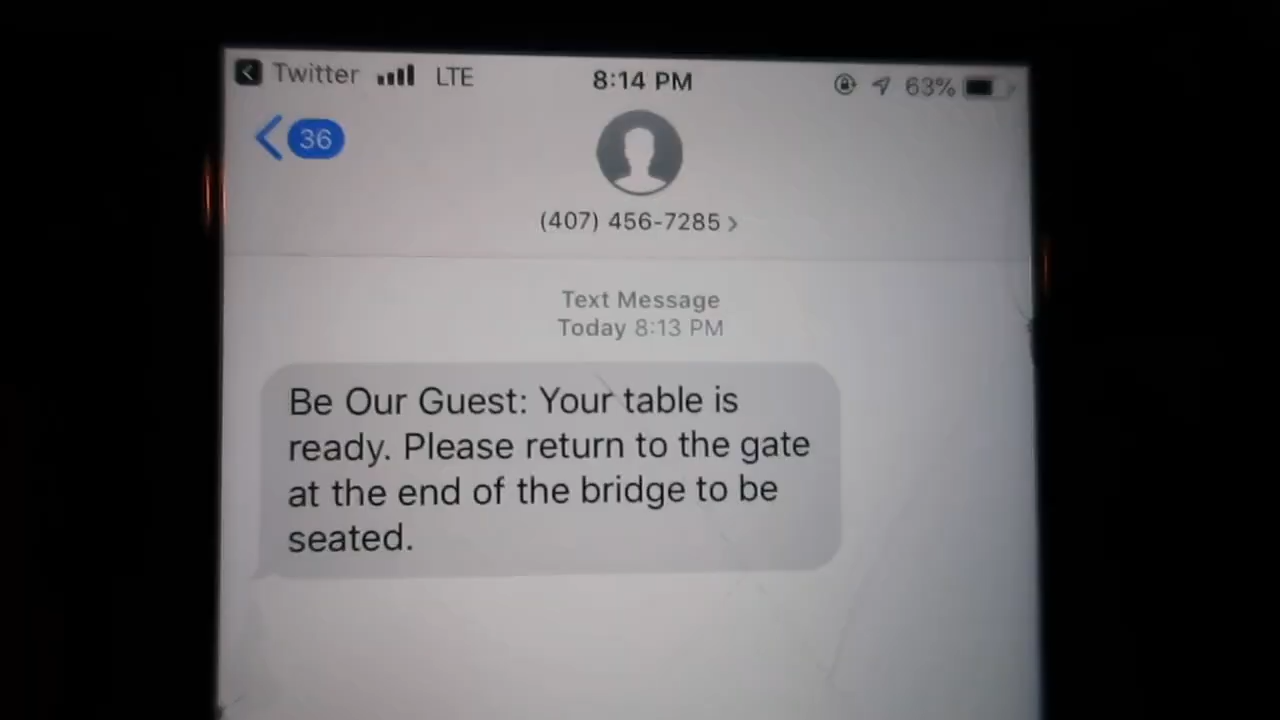 Twitter LTE 8:14 PM 63%
36
(407) 456-7285 >
Text Message
Today 8:13 PM
Be Our Guest: Your table is
ready. Please return to the gate
at the end of the bridge to be
seated.